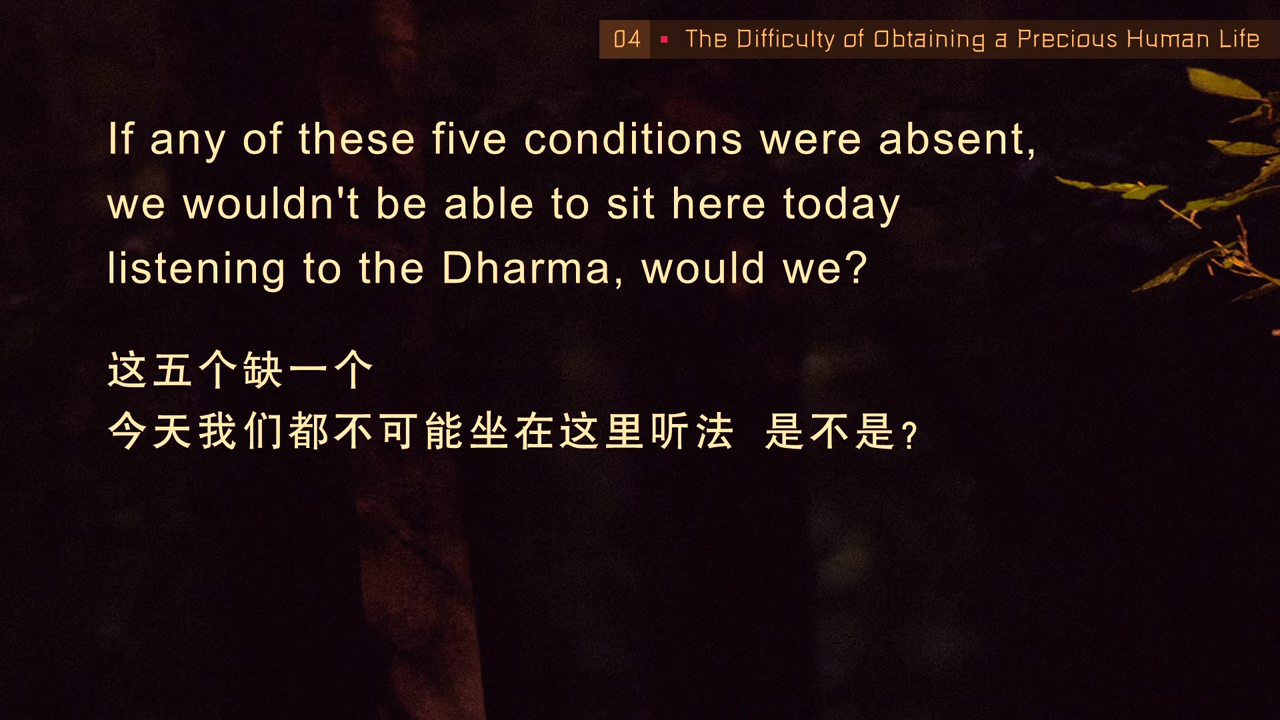 04 ▪ The Difficulty of Obtaining a Precious Human Life
If any of these five conditions were absent,
we wouldn't be able to sit here today
listening to the Dharma, would we?
这五个缺一个
今天我们都不可能坐在这里听法 是不是?